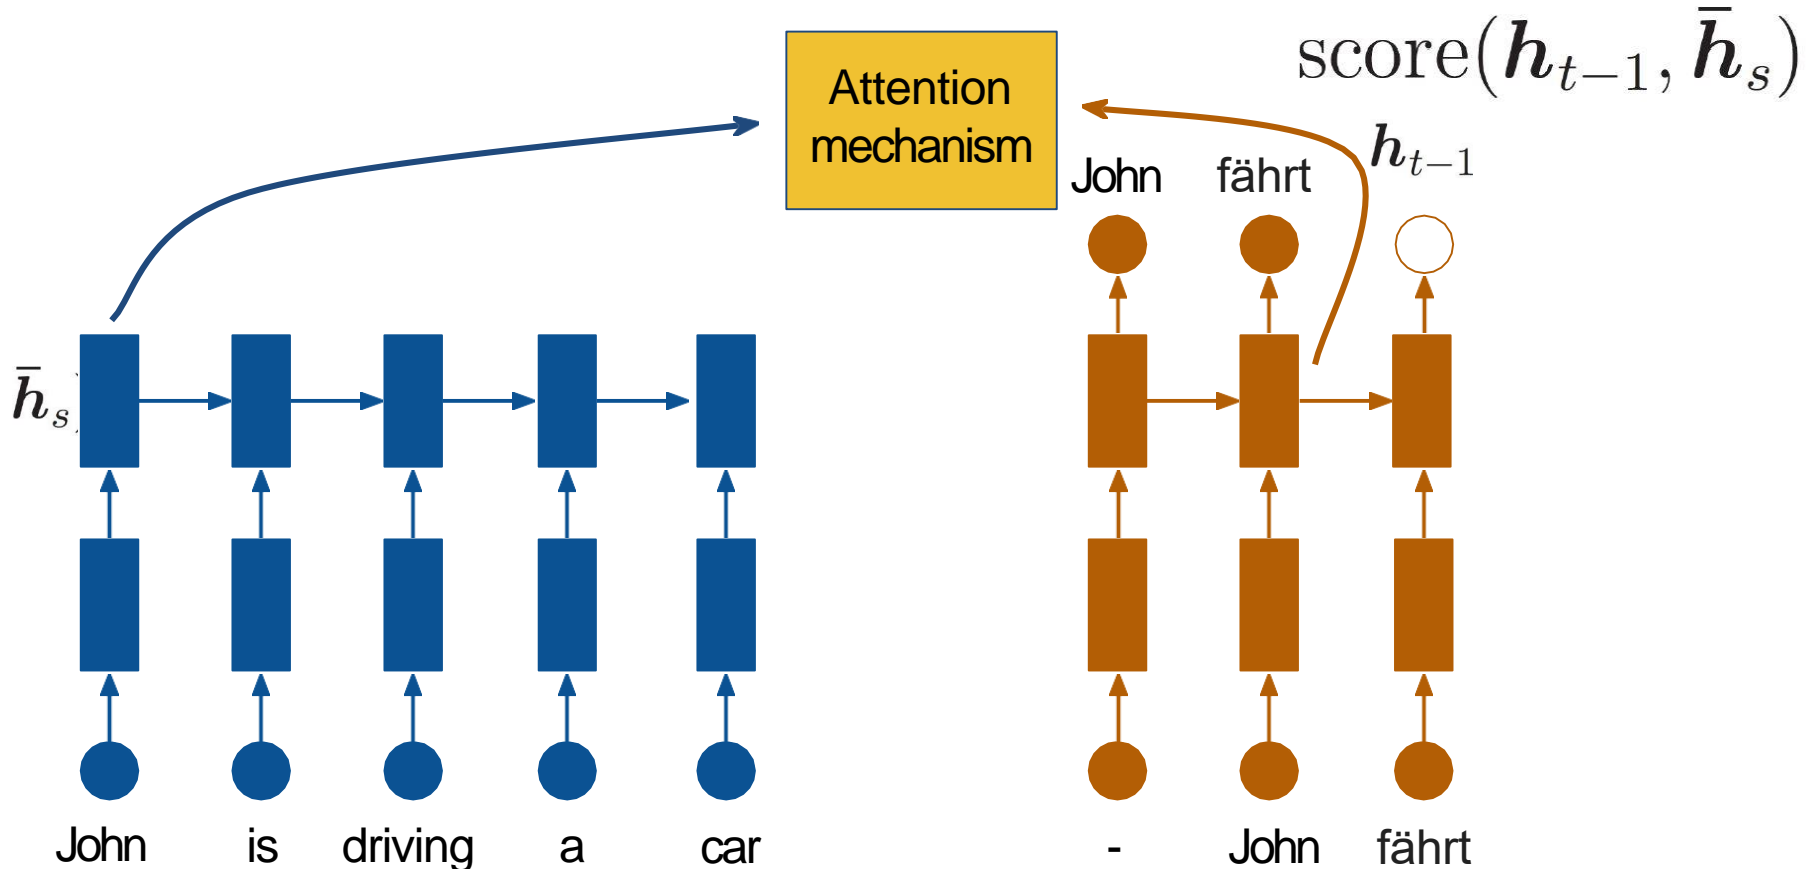 score(h_{t-1}, h̄_s)
Attention
mechanism
h_{t-1}
John fährt
h̄_s
John is driving a car
- John fährt